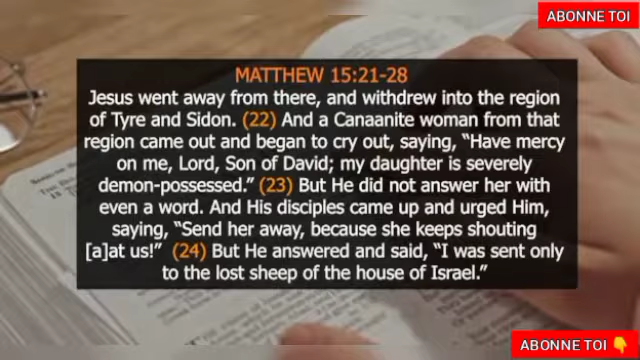 ABONNE TOI
MATTHEW 15:21-28
Jesus went away from there, and withdrew into the region
of Tyre and Sidon. (22) And a Canaanite woman from that
region came out and began to cry out, saying, “Have mercy
on me, Lord, Son of David; my daughter is severely
demon-possessed.” (23) But He did not answer her with
even a word. And His disciples came up and urged Him,
saying, “Send her away, because she keeps shouting
[a]at us!” (24) But He answered and said, “I was sent only
to the lost sheep of the house of Israel.”
ABONNE TOI 👇